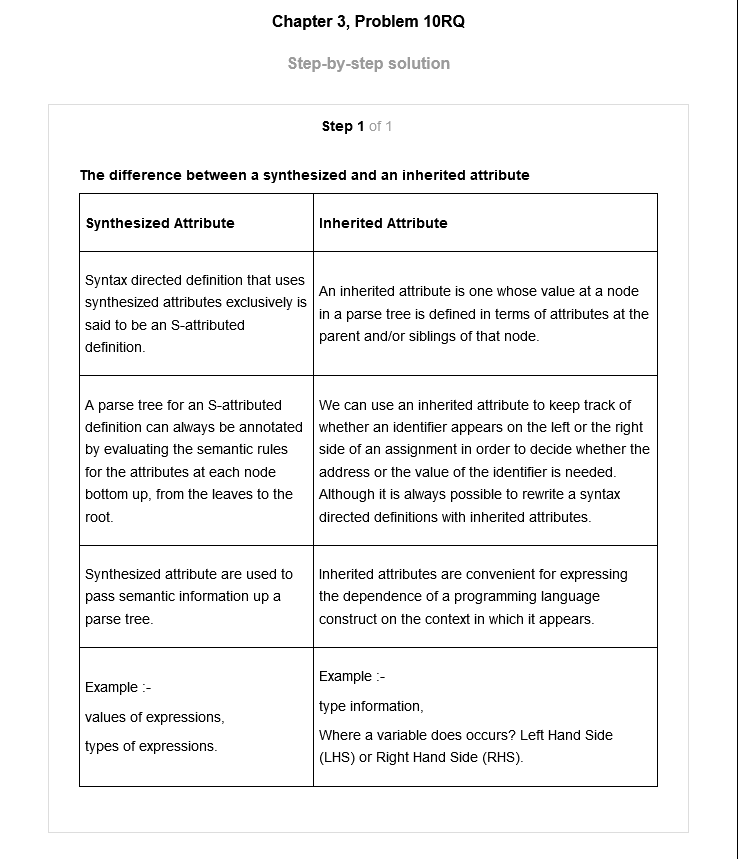 Chapter 3, Problem 10RQ
Step-by-step solution
Step 1 of 1
The difference between a synthesized and an inherited attribute
Synthesized Attribute
Inherited Attribute
Syntax directed definition that uses
synthesized attributes exclusively is
said to be an S-attributed
definition.
An inherited attribute is one whose value at a node
in a parse tree is defined in terms of attributes at the
parent and/or siblings of that node.
A parse tree for an S-attributed
definition can always be annotated
by evaluating the semantic rules
for the attributes at each node
bottom up, from the leaves to the
root.
We can use an inherited attribute to keep track of
whether an identifier appears on the left or the right
side of an assignment in order to decide whether the
address or the value of the identifier is needed.
Although it is always possible to rewrite a syntax
directed definitions with inherited attributes.
Synthesized attribute are used to
pass semantic information up a
parse tree.
Inherited attributes are convenient for expressing
the dependence of a programming language
construct on the context in which it appears.
Example :-
values of expressions,
types of expressions.
Example :-
type information,
Where a variable does occurs? Left Hand Side
(LHS) or Right Hand Side (RHS).